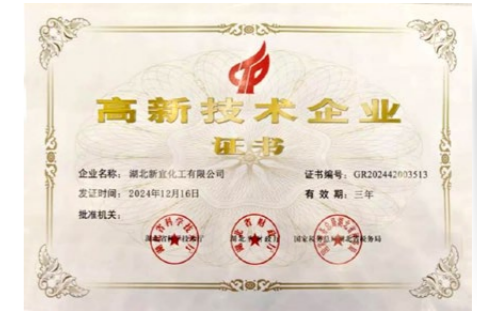 高新技术企业
证书
企业名称： 湖北新宜化工有限公司 证书编号： GR202442003513
发证时间： 2024年12月16日 有 效 期： 三年
批准机关：